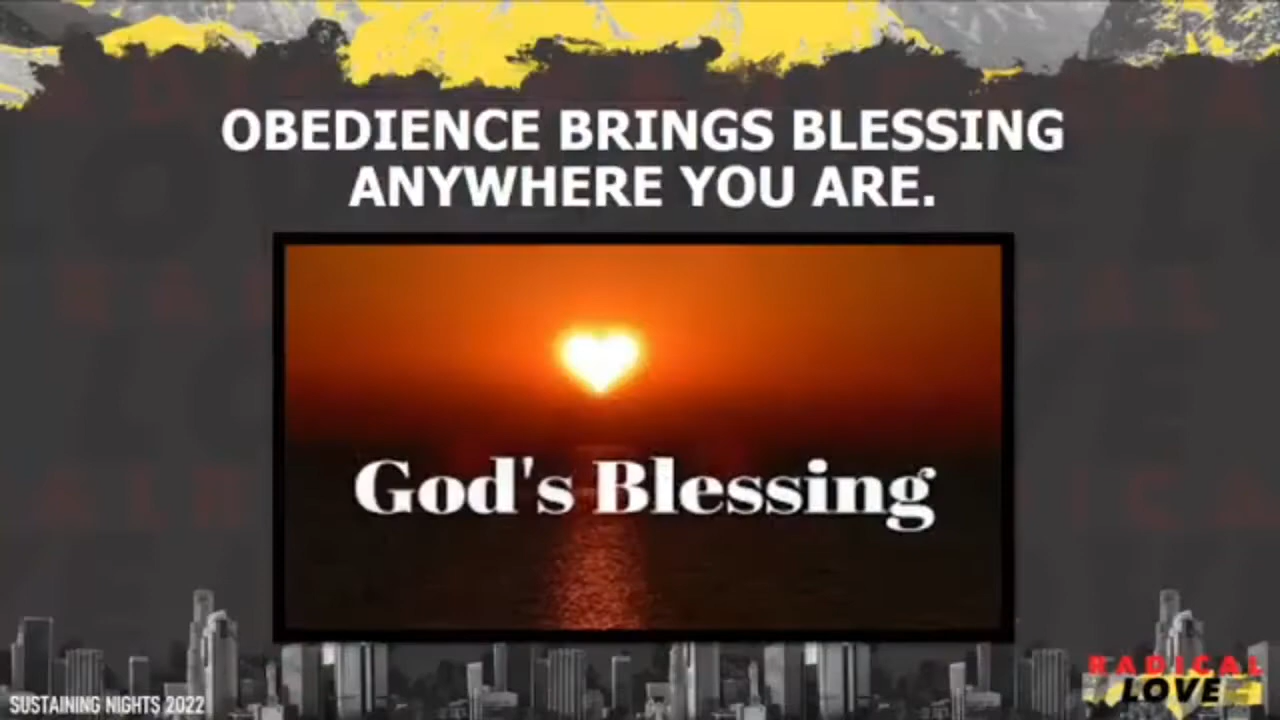 OBEDIENCE BRINGS BLESSING
ANYWHERE YOU ARE.
God's Blessing
SUSTAINING NIGHTS 2022
RADICAL
LOVE